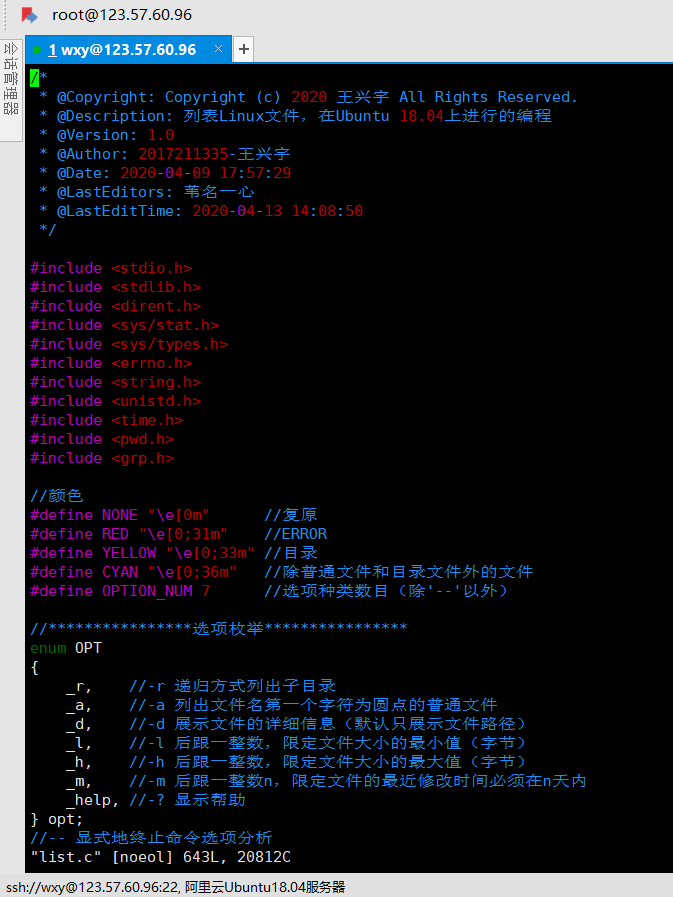 root@123.57.60.96
会话管理器
1 wxy@123.57.60.96 × +
/*
 * @Copyright: Copyright (c) 2020 王兴宇 All Rights Reserved.
 * @Description: 列表Linux文件，在Ubuntu 18.04上进行的编程
 * @Version: 1.0
 * @Author: 2017211335-王兴宇
 * @Date: 2020-04-09 17:57:29
 * @LastEditors: 苇名一心
 * @LastEditTime: 2020-04-13 14:08:50
 */
#include <stdio.h>
#include <stdlib.h>
#include <dirent.h>
#include <sys/stat.h>
#include <sys/types.h>
#include <errno.h>
#include <string.h>
#include <unistd.h>
#include <time.h>
#include <pwd.h>
#include <grp.h>
//颜色
#define NONE "\e[0m"      //复原
#define RED "\e[0;31m"    //ERROR
#define YELLOW "\e[0;33m" //目录
#define CYAN "\e[0;36m"   //除普通文件和目录文件外的文件
#define OPTION_NUM 7      //选项种类数目（除'--'以外）
//****************选项枚举****************
enum OPT
{
    _r,    //-r 递归方式列出子目录
    _a,    //-a 列出文件名第一个字符为圆点的普通文件
    _d,    //-d 展示文件的详细信息（默认只展示文件路径）
    _l,    //-l 后跟一整数，限定文件大小的最小值（字节）
    _h,    //-h 后跟一整数，限定文件大小的最大值（字节）
    _m,    //-m 后跟一整数n，限定文件的最近修改时间必须在n天内
    _help, //-? 显示帮助
} opt;
//-- 显式地终止命令选项分析
"list.c" [noeol] 643L, 20812C
ssh://wxy@123.57.60.96:22, 阿里云Ubuntu18.04服务器